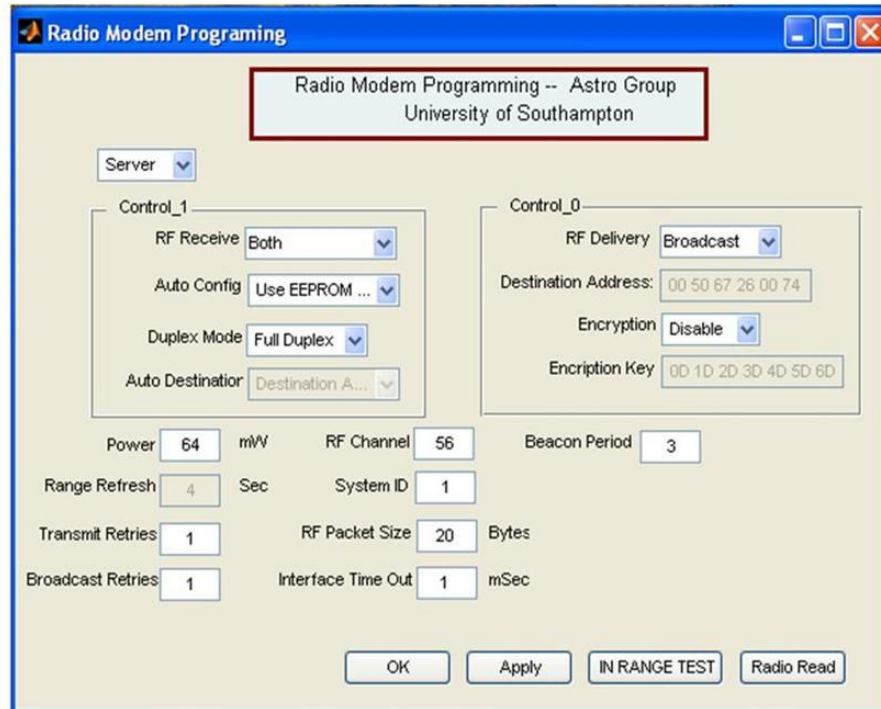 Radio Modem Programing
Radio Modem Programming -- Astro Group
University of Southampton
Server
Control_1
RF Receive Both
Auto Config Use EEPROM ...
Duplex Mode Full Duplex
Auto Destinatior Destination A...
Control_0
RF Delivery Broadcast
Destination Address: 00 50 67 26 00 74
Encryption Disable
Encription Key 0D 1D 2D 3D 4D 5D 6D
Power 64 mW RF Channel 56 Beacon Period 3
Range Refresh 4 Sec System ID 1
Transmit Retries 1 RF Packet Size 20 Bytes
Broadcast Retries 1 Interface Time Out 1 mSec
OK Apply IN RANGE TEST Radio Read